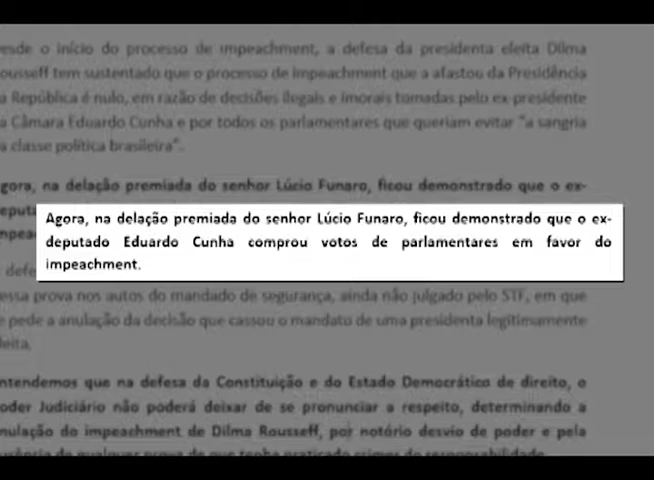 esde o início do processo de impeachment, a defesa da presidenta eleita Dilma
ousseff tem sustentado que o processo de impeachment que a afastou da Presidência
a República é nulo, em razão de decisões ilegais e imorais tomadas pelo ex-presidente
a Câmara Eduardo Cunha e por todos os parlamentares que queriam evitar "a sangria
a classe política brasileira".
gora, na delação premiada do senhor Lúcio Funaro, ficou demonstrado que o ex-
Agora, na delação premiada do senhor Lúcio Funaro, ficou demonstrado que o ex-
deputado Eduardo Cunha comprou votos de parlamentares em favor do
impeachment.
essa prova nos autos do mandado de segurança, ainda não julgado pelo STF, em que
e pede a anulação da decisão que cassou o mandato de uma presidenta legitimamente
leita.
ntendemos que na defesa da Constituição e do Estado Democrático de direito, o
oder Judiciário não poderá deixar de se pronunciar a respeito, determinando a
nulação do impeachment de Dilma Rousseff, por notório desvio de poder e pela